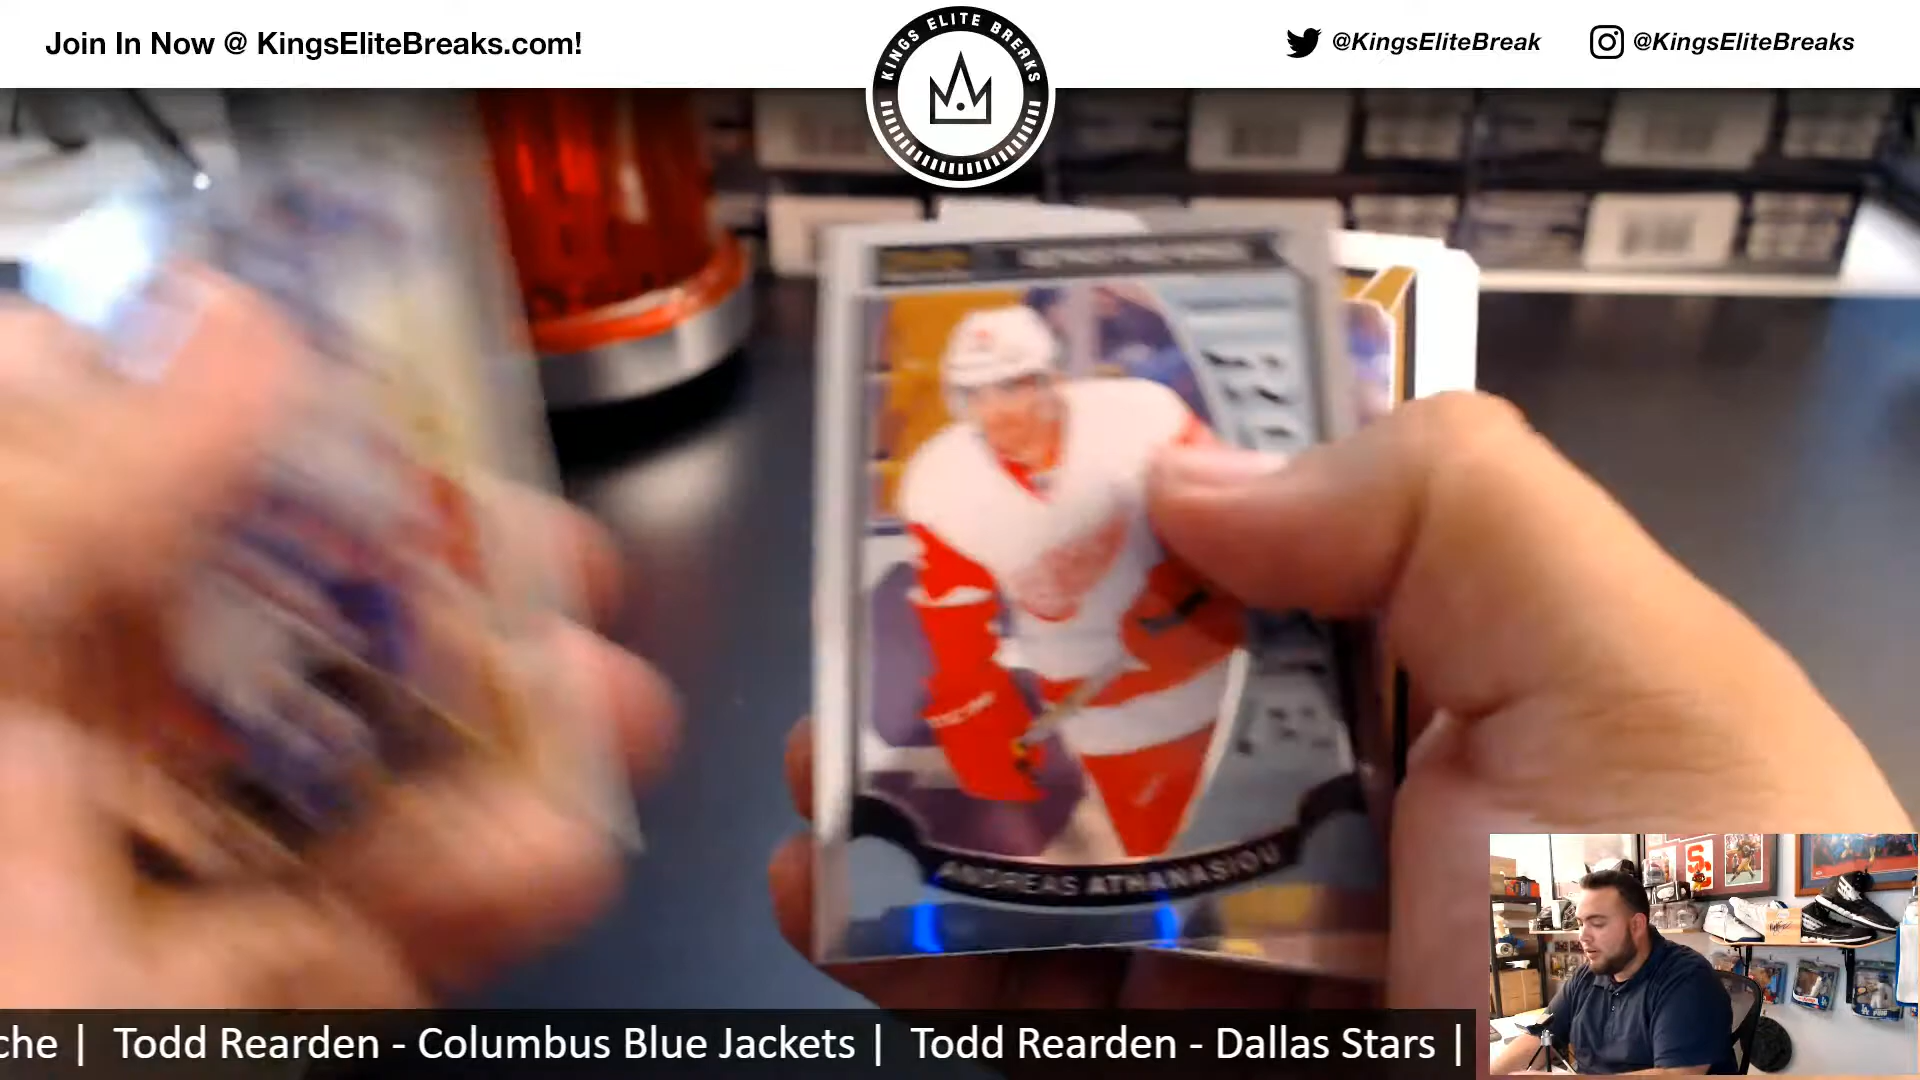 Join In Now @ KingsEliteBreaks.com!
KINGS ELITE BREAKS
@KingsEliteBreak
@KingsEliteBreaks
ANDREAS ATHANASIOU
che | Todd Rearden - Columbus Blue Jackets | Todd Rearden - Dallas Stars |